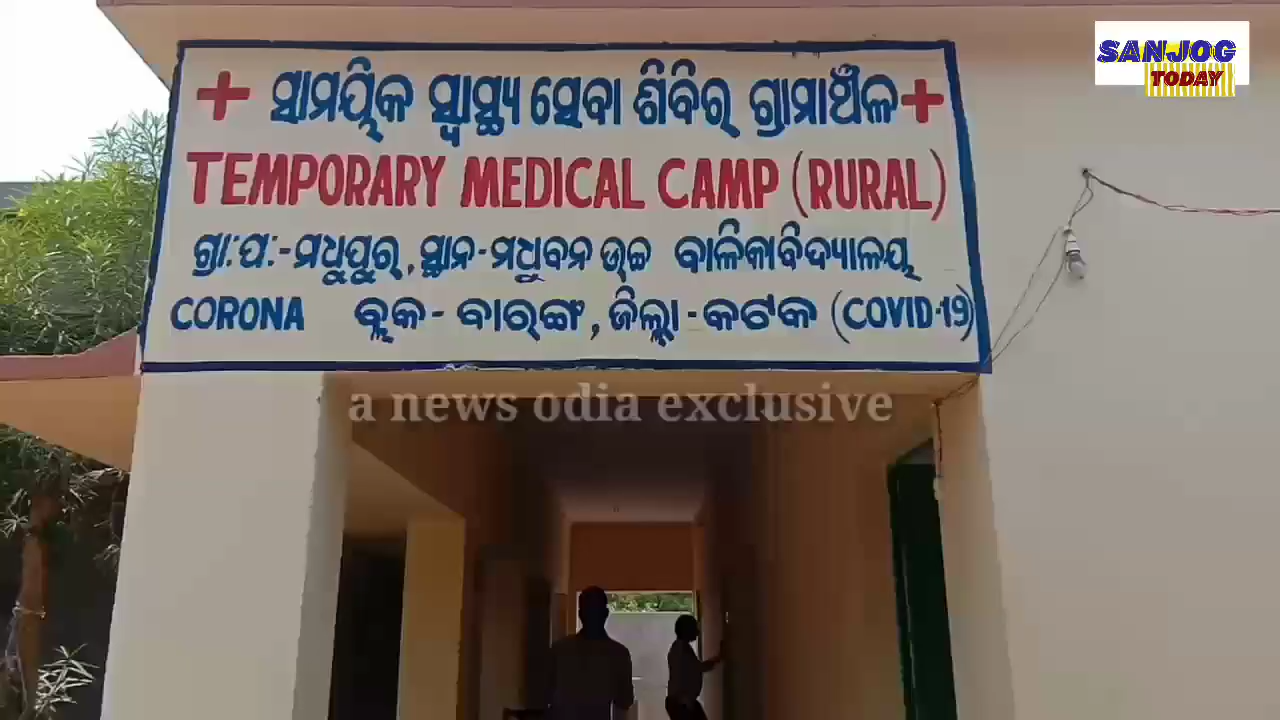 SANJOG
TODAY
+ ସାମୟିକ ସ୍ୱାସ୍ଥ୍ୟ ସେବା ଶିବିର ଗ୍ରାମାଞ୍ଚଳ +
TEMPORARY MEDICAL CAMP (RURAL)
ଗ୍ରା:ପ:-ମଧୁପୁର, ସ୍ଥାନ-ମଧୁବନ ଉଚ୍ଚ ବାଳିକା ବିଦ୍ୟାଳୟ
CORONA ବ୍ଲକ- ବାରଙ୍ଗ, ଜିଲ୍ଲା-କଟକ (COVID-19)
a news odia exclusive